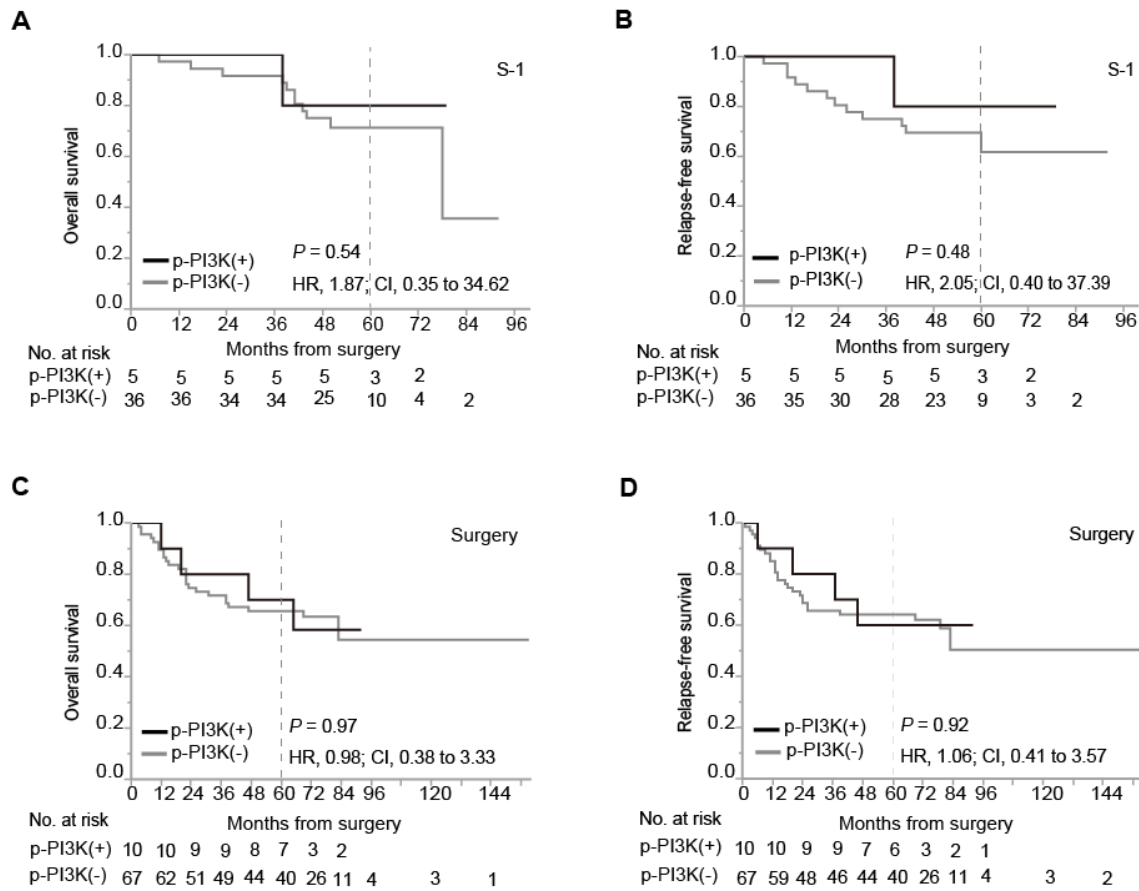 A
S-1
Overall survival
1.0
0.8
0.6
0.4
0.2
0.0
p-PI3K(+)
p-PI3K(-)
P = 0.54
HR, 1.87; CI, 0.35 to 34.62
0 12 24 36 48 60 72 84 96
Months from surgery
No. at risk
p-PI3K(+) 5 5 5 5 5 3 2
p-PI3K(-) 36 36 34 34 25 10 4 2
B
S-1
Relapse-free survival
1.0
0.8
0.6
0.4
0.2
0.0
p-PI3K(+)
p-PI3K(-)
P = 0.48
HR, 2.05; CI, 0.40 to 37.39
0 12 24 36 48 60 72 84 96
Months from surgery
No. at risk
p-PI3K(+) 5 5 5 5 5 3 2
p-PI3K(-) 36 35 30 28 23 9 3 2
C
Surgery
Overall survival
1.0
0.8
0.6
0.4
0.2
0.0
p-PI3K(+)
p-PI3K(-)
P = 0.97
HR, 0.98; CI, 0.38 to 3.33
0 12 24 36 48 60 72 84 96 120 144
Months from surgery
No. at risk
p-PI3K(+) 10 10 9 9 8 7 3 2
p-PI3K(-) 67 62 51 49 44 40 26 11 4 3 1
D
Surgery
Relapse-free survival
1.0
0.8
0.6
0.4
0.2
0.0
p-PI3K(+)
p-PI3K(-)
P = 0.92
HR, 1.06; CI, 0.41 to 3.57
0 12 24 36 48 60 72 84 96 120 144
Months from surgery
No. at risk
p-PI3K(+) 10 10 9 9 7 6 3 2 1
p-PI3K(-) 67 59 48 46 44 40 26 11 4 3 2